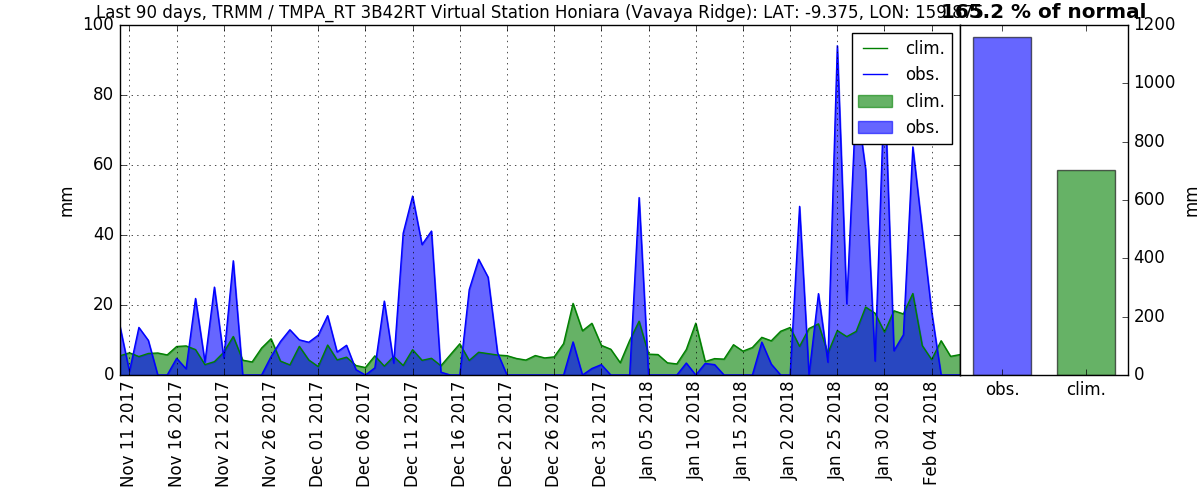 Last 90 days, TRMM / TMPA_RT 3B42RT Virtual Station Honiara (Vavaya Ridge): LAT: -9.375, LON:
165.2 % of normal
100
80
60
40
20
0
mm
clim.
obs.
clim.
obs.
Nov 11 2017
Nov 16 2017
Nov 21 2017
Nov 26 2017
Dec 01 2017
Dec 06 2017
Dec 11 2017
Dec 16 2017
Dec 21 2017
Dec 26 2017
Dec 31 2017
Jan 05 2018
Jan 10 2018
Jan 15 2018
Jan 20 2018
Jan 25 2018
Jan 30 2018
Feb 04 2018
1200
1000
800
600
400
200
0
mm
obs.
clim.